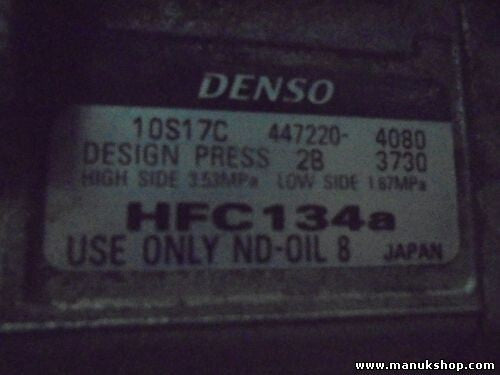 DENSO
10S17C 447220- 4080
DESIGN PRESS 2B 3730
HIGH SIDE 3.53MPa LOW SIDE 1.67MPa
HFC134a
USE ONLY ND-OIL 8 JAPAN
www.manukshop.com